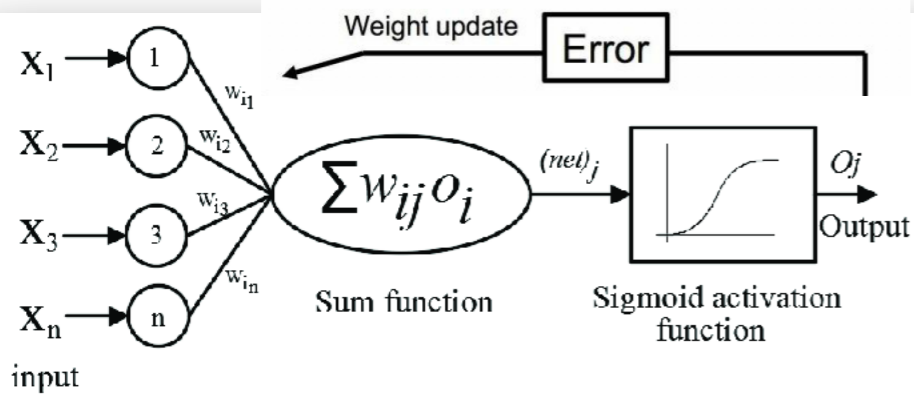 Weight update
Error
X₁
1
wᵢ₁
X₂
2
wᵢ₂
X₃
3
wᵢ₃
Xₙ
n
wᵢₙ
input
∑wᵢⱼoᵢ
Sum function
(net)ⱼ
Sigmoid activation
function
Oj
Output